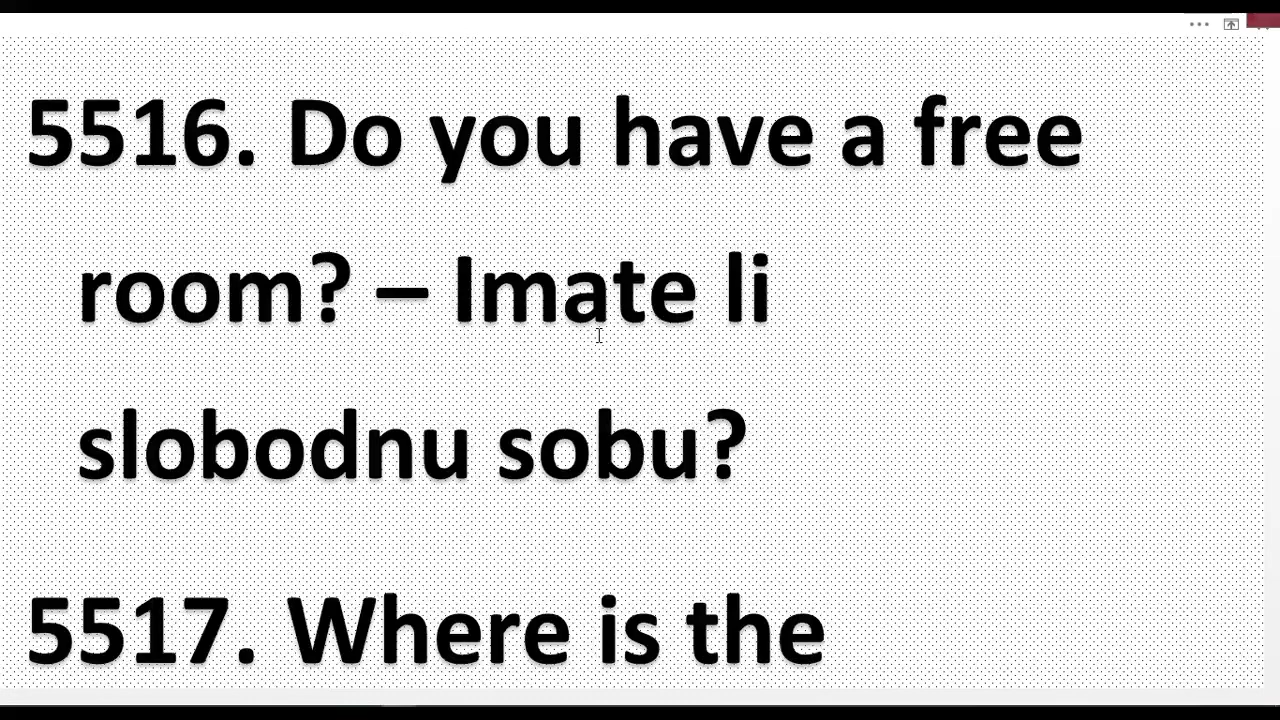 5516. Do you have a free
room? – Imate li
slobodnu sobu?
5517. Where is the